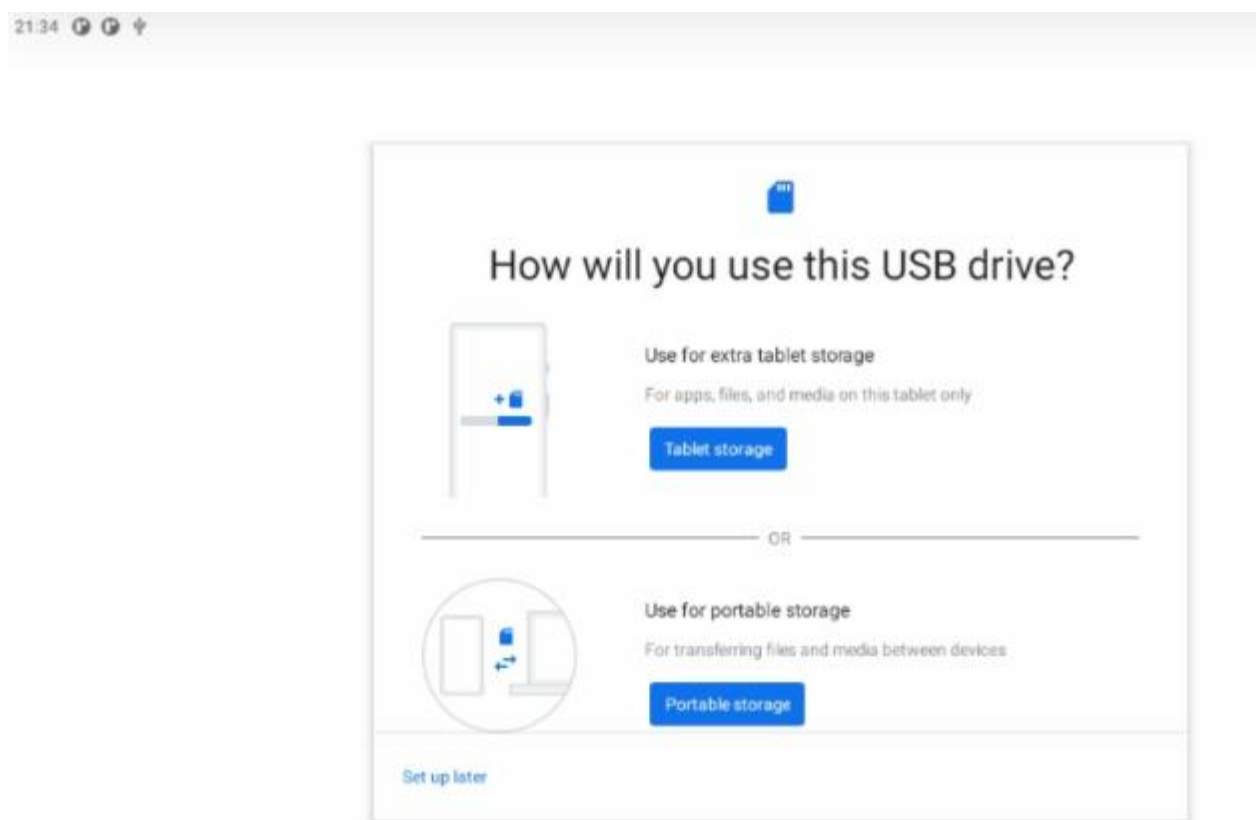 21:34
How will you use this USB drive?
Use for extra tablet storage
For apps, files, and media on this tablet only
Tablet storage
OR
Use for portable storage
For transferring files and media between devices
Portable storage
Set up later